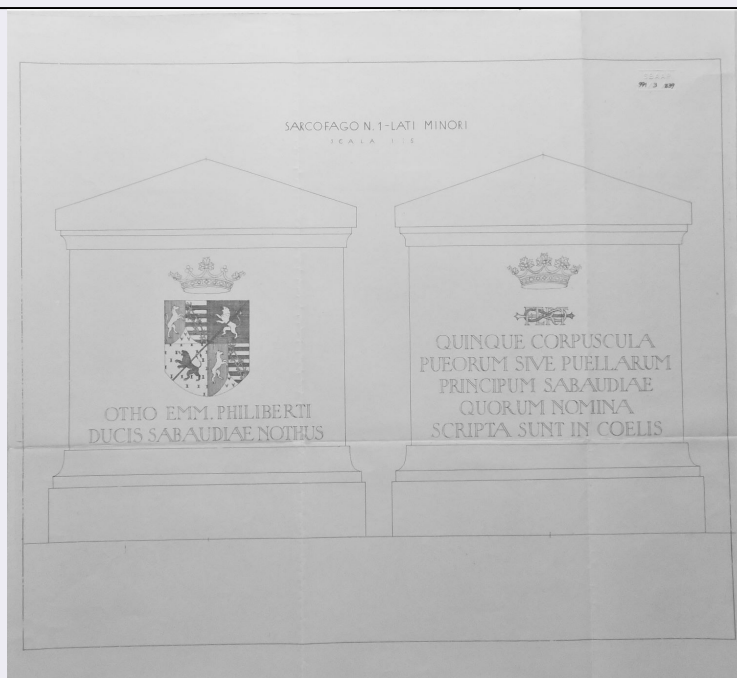 SARCOFAGO N. 1-LATI MINORI
SCALA 1:5
OTHO EMM. PHILIBERTI
DUCIS SABAUDIAE NOTHUS
QUINQUE CORPUSCULA
PUEORUM SIVE PUELLARUM
PRINCIPUM SABAUDIAE
QUORUM NOMINA
SCRIPTA SUNT IN COELIS